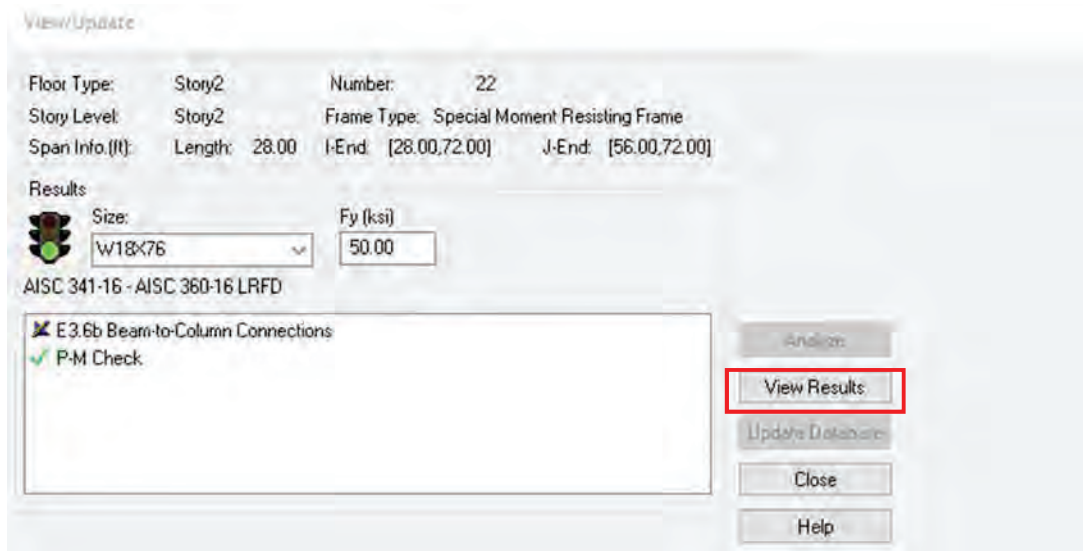 View/Update
Floor Type: Story2 Number: 22
Story Level: Story2 Frame Type: Special Moment Resisting Frame
Span Info.(ft): Length: 28.00 I-End: [28.00,72.00] J-End: [56.00,72.00]
Results
Size: Fy (ksi)
W18X76 50.00
AISC 341-16 - AISC 360-16 LRFD
E3.6b Beam-to-Column Connections
P-M Check
Analyze
View Results
Update Database
Close
Help